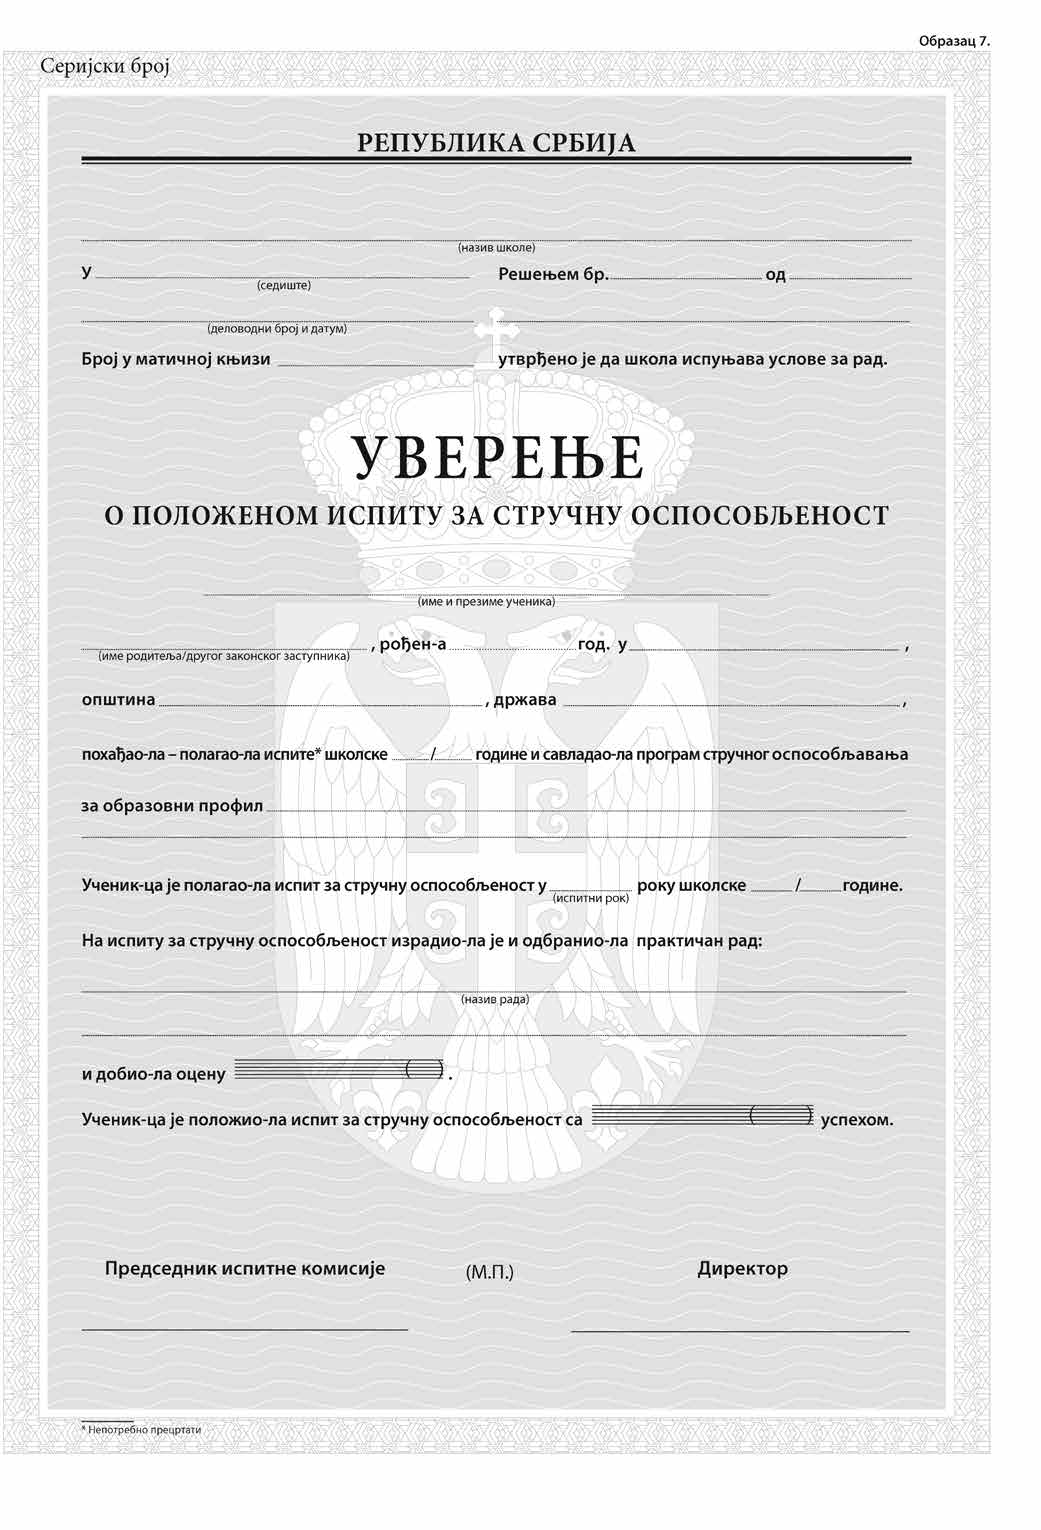 Образац 7.
Серијски број
РЕПУБЛИКА СРБИЈА
(назив школе)
У Решењем бр. од
(седиште)
(деловодни број и датум)
Број у матичној књизи утврђено је да школа испуњава услове за рад.
УВЕРЕЊЕ
О ПОЛОЖЕНОМ ИСПИТУ ЗА СТРУЧНУ ОСПОСОБЉЕНОСТ
(име и презиме ученика)
, рођен-а год. у ,
(име родитеља/другог законског заступника)
општина , држава ,
похађао-ла – полагао-ла испите* школске / године и савладао-ла програм стручног оспособљавања
за образовни профил
Ученик-ца је полагао-ла испит за стручну оспособљеност у року школске / године.
(испитни рок)
На испиту за стручну оспособљеност израдио-ла је и одбранио-ла практичан рад:
(назив рада)
и добио-ла оцену .
Ученик-ца је положио-ла испит за стручну оспособљеност са успехом.
Председник испитне комисије (М.П.) Директор
* Непотребно прецртати